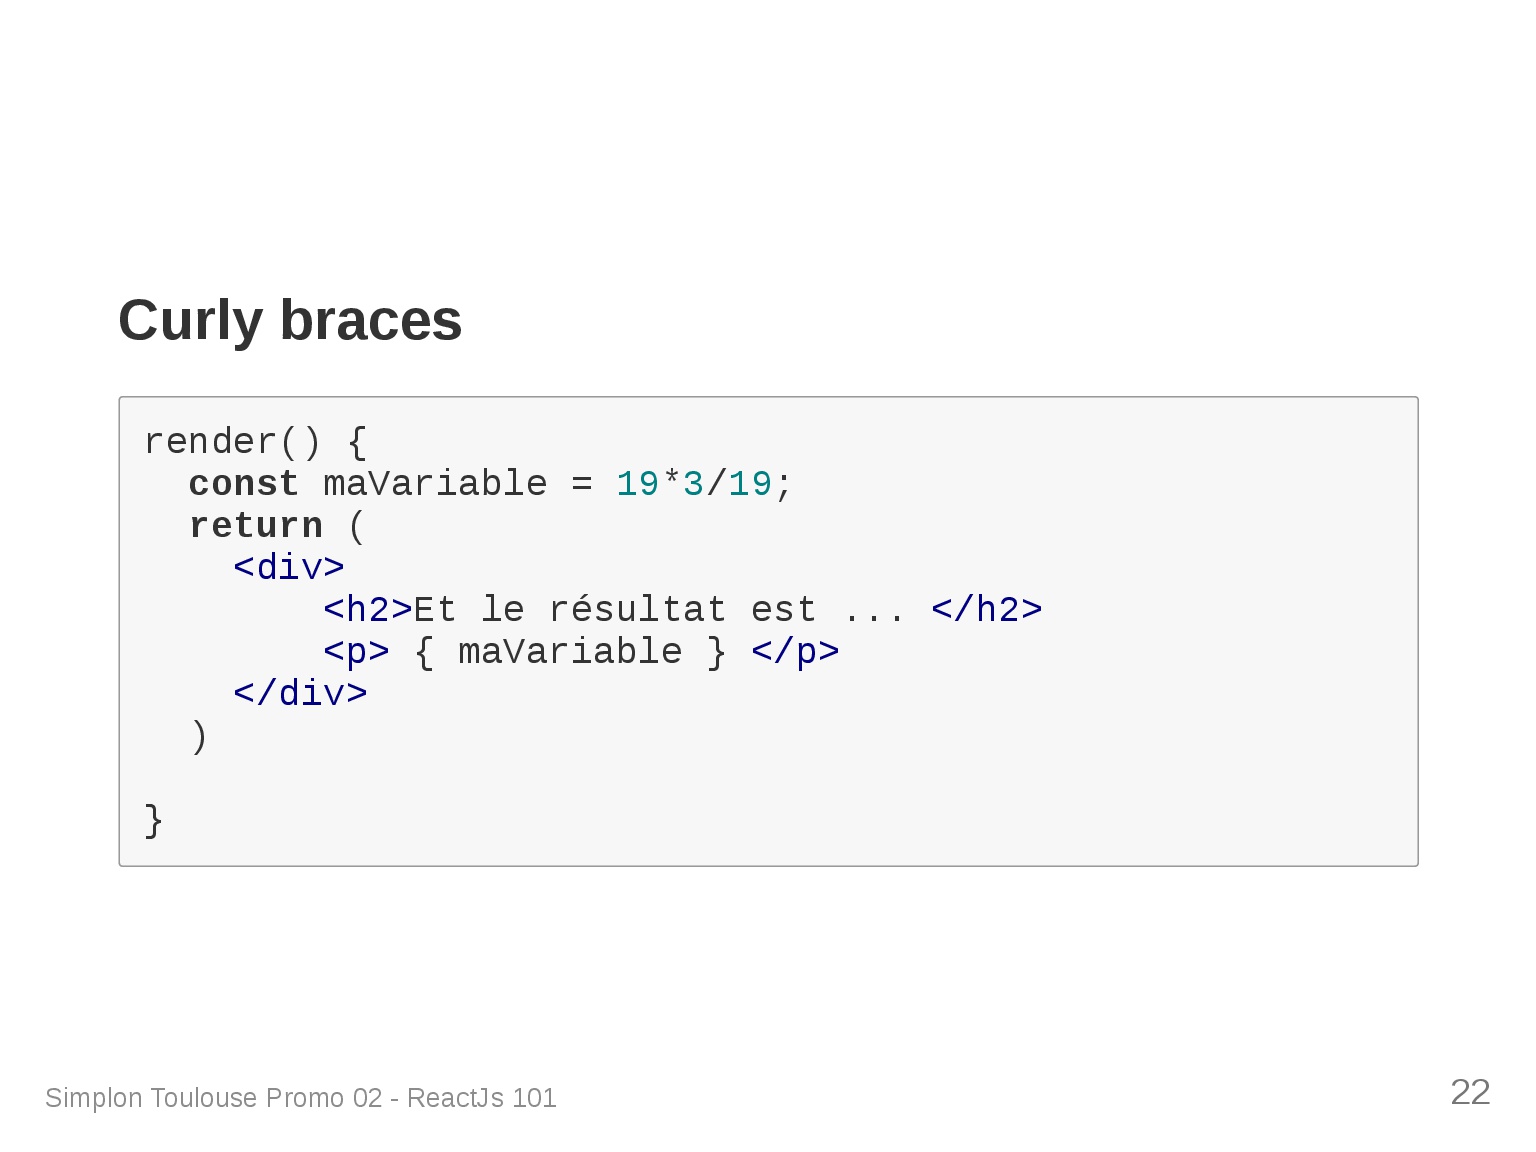 Curly braces
render() {
  const maVariable = 19*3/19;
  return (
    <div>
        <h2>Et le résultat est ... </h2>
        <p> { maVariable } </p>
    </div>
  )

}
Simplon Toulouse Promo 02 - ReactJs 101
22